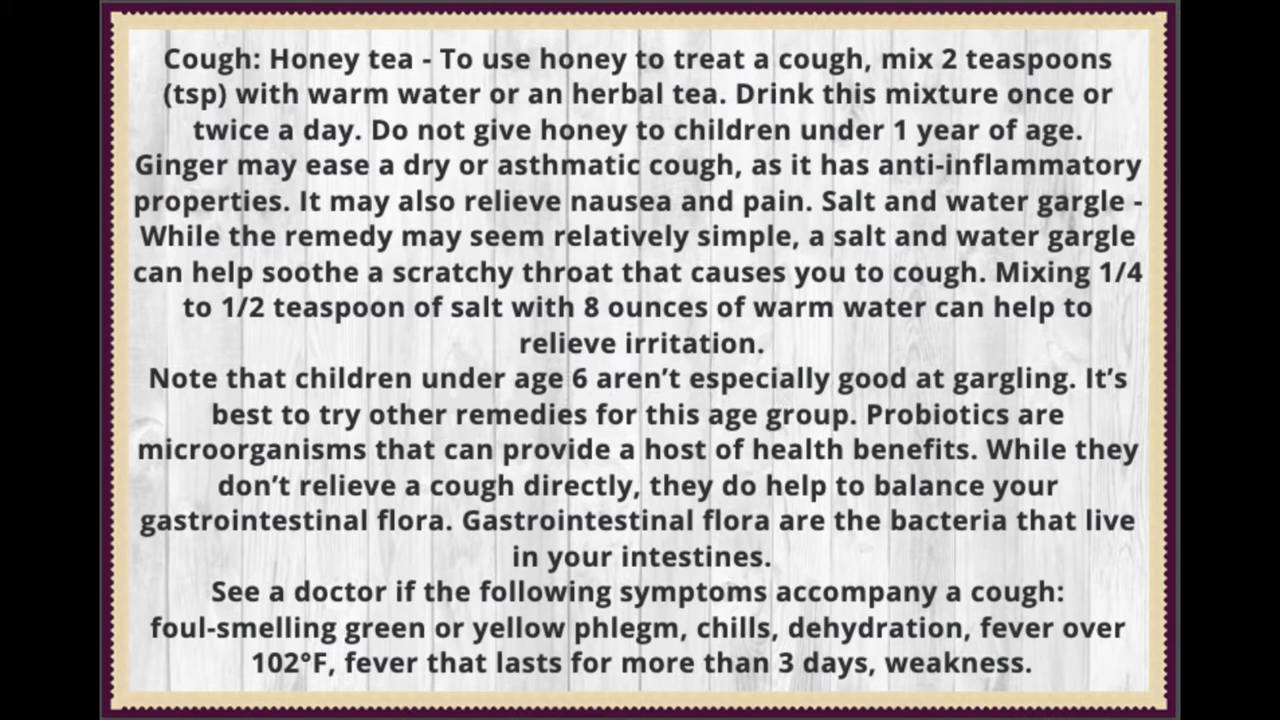 Cough: Honey tea - To use honey to treat a cough, mix 2 teaspoons
(tsp) with warm water or an herbal tea. Drink this mixture once or
twice a day. Do not give honey to children under 1 year of age.
Ginger may ease a dry or asthmatic cough, as it has anti-inflammatory
properties. It may also relieve nausea and pain. Salt and water gargle -
While the remedy may seem relatively simple, a salt and water gargle
can help soothe a scratchy throat that causes you to cough. Mixing 1/4
to 1/2 teaspoon of salt with 8 ounces of warm water can help to
relieve irritation.
Note that children under age 6 aren’t especially good at gargling. It’s
best to try other remedies for this age group. Probiotics are
microorganisms that can provide a host of health benefits. While they
don’t relieve a cough directly, they do help to balance your
gastrointestinal flora. Gastrointestinal flora are the bacteria that live
in your intestines.
See a doctor if the following symptoms accompany a cough:
foul-smelling green or yellow phlegm, chills, dehydration, fever over
102°F, fever that lasts for more than 3 days, weakness.